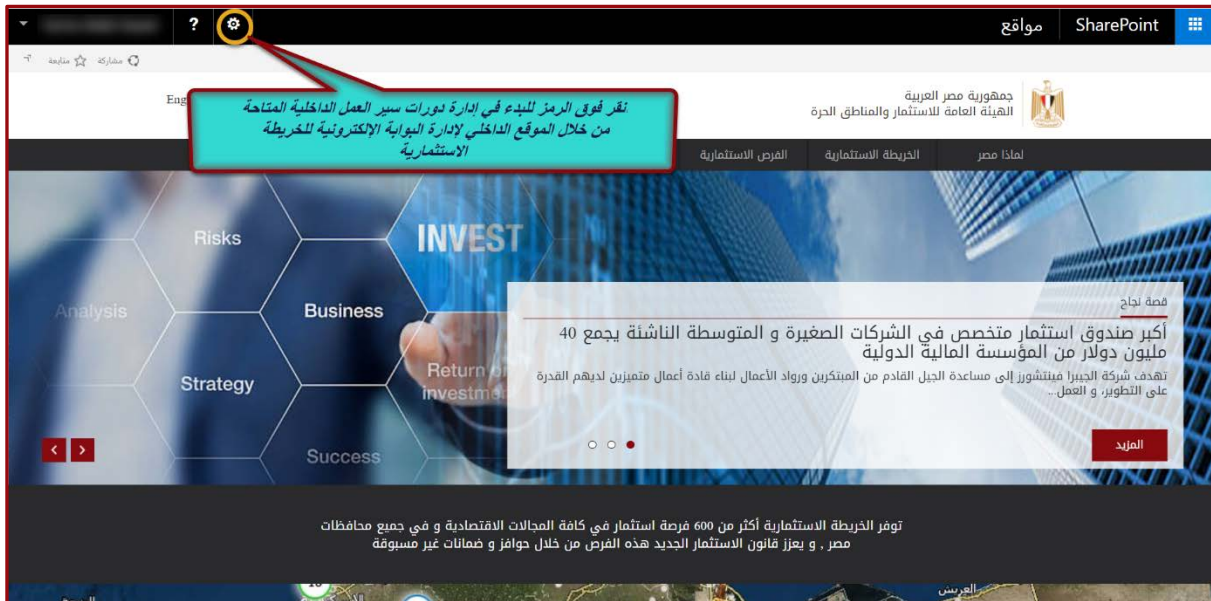 SharePoint
مواقع
?
مشاركة
متابعة
جمهورية مصر العربية
الهيئة العامة للاستثمار والمناطق الحرة
Eng
نقر فوق الرمز للبدء في إدارة دورات سير العمل الداخلية المتاحة
من خلال الموقع الداخلي لإدارة البوابة الإلكترونية للخريطة
الاستثمارية
لماذا مصر
الخريطة الاستثمارية
الفرص الاستثمارية
Risks
INVEST
Analysis
Business
Strategy
Return on
investme
Success
قصة نجاح
أكبر صندوق استثمار متخصص في الشركات الصغيرة و المتوسطة الناشئة يجمع 40
مليون دولار من المؤسسة المالية الدولية
تهدف شركة الجيبرا فينتشورز إلى مساعدة الجيل القادم من المبتكرين ورواد الأعمال لبناء قادة أعمال متميزين لديهم القدرة
على التطوير، و العمل...
المزيد
توفر الخريطة الاستثمارية أكثر من 600 فرصة استثمار في كافة المجالات الاقتصادية و في جميع محافظات
مصر , و يعزز قانون الاستثمار الجديد هذه الفرص من خلال حوافز و ضمانات غير مسبوقة
العريش